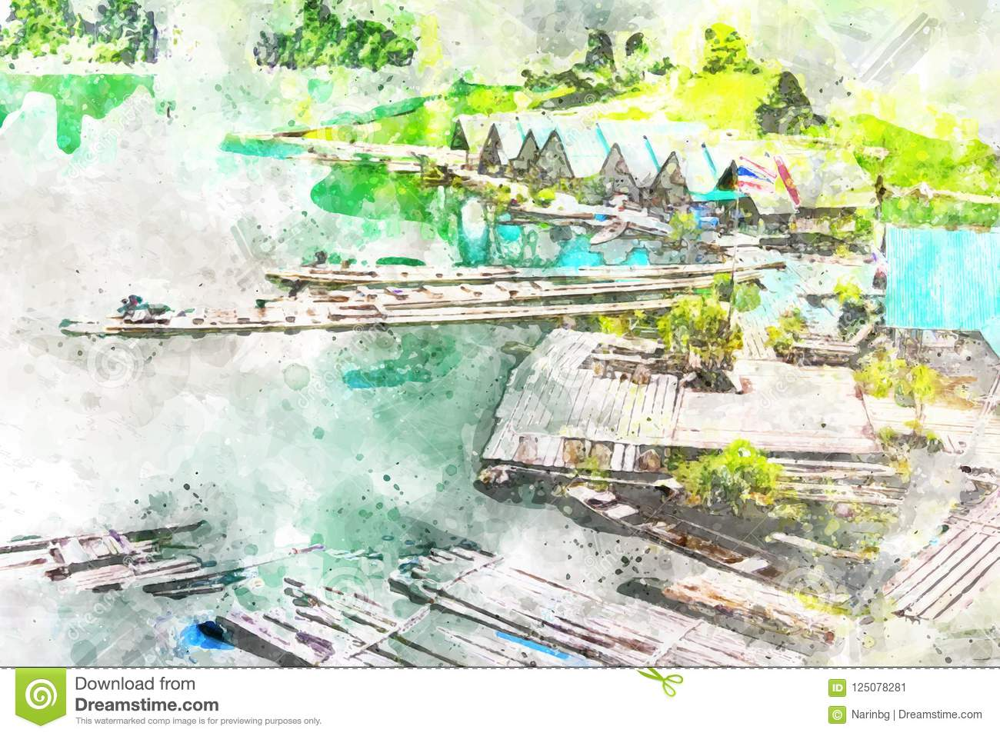 Download from
Dreamstime.com
This watermarked comp image is for previewing purposes only.
ID 125078281
© Narinbg | Dreamstime.com